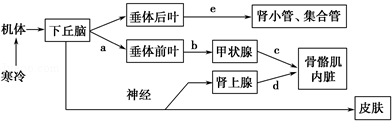 垂体后叶 e 肾小管、集合管
机体 下丘脑
a 垂体前叶 b 甲状腺 c 骨骼肌
内脏
寒冷 神经 肾上腺 d
皮肤